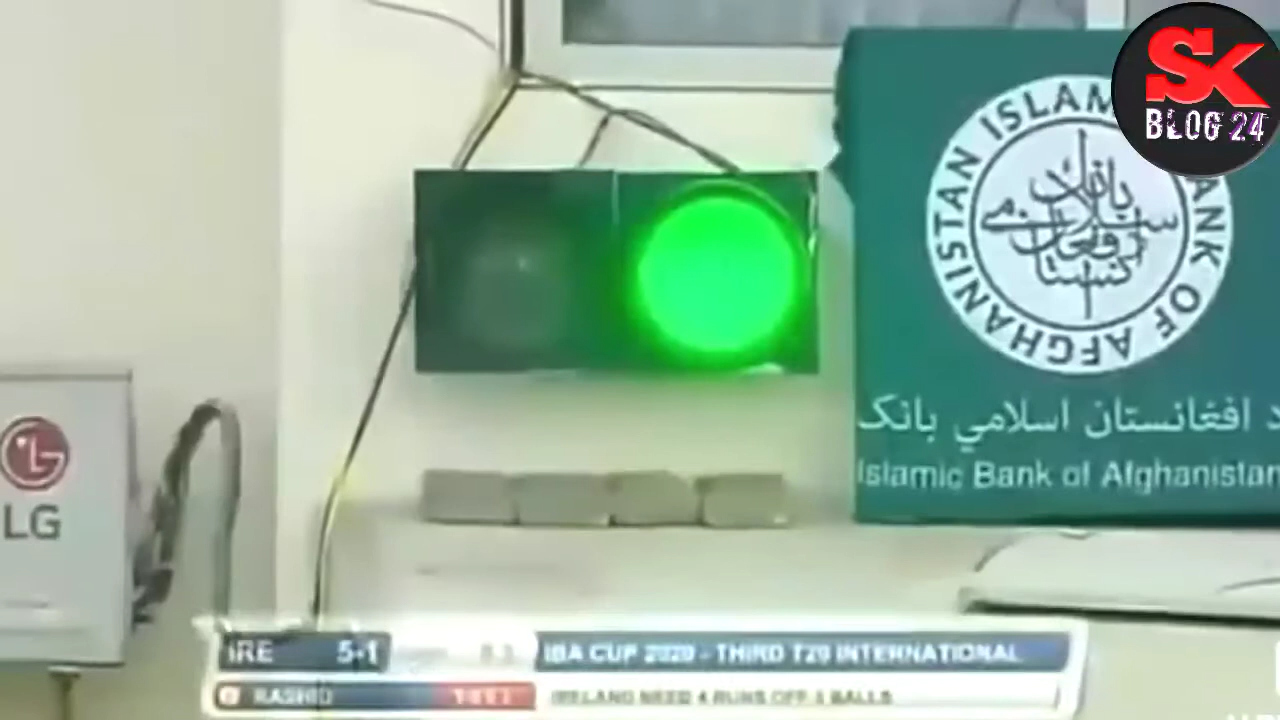 SK
BLOG 24
ISLAMIC BANK OF AFGHANISTAN
د افغانستان اسلامي بانک
Islamic Bank of Afghanistan
LG
LG
IRE 5-1
IBA CUP 2020 - THIRD T20 INTERNATIONAL
RASHID
IRELAND NEED 4 RUNS OFF BALLS